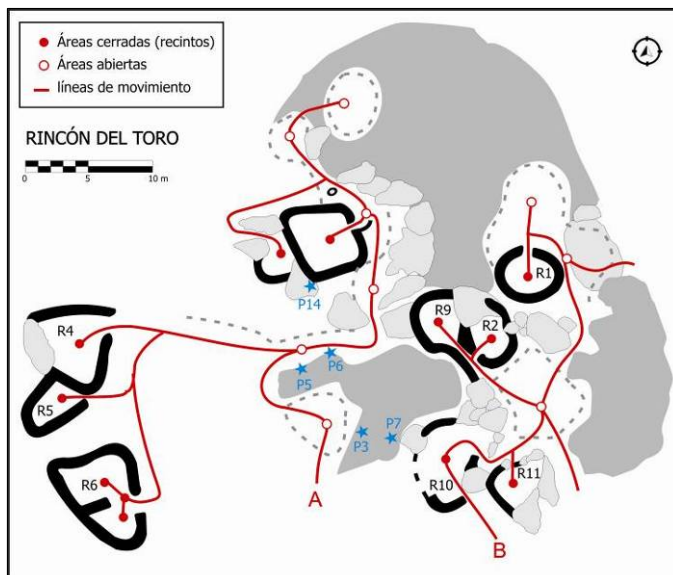 Áreas cerradas (recintos)
Áreas abiertas
líneas de movimiento
RINCÓN DEL TORO
0 5 10 m
R1
P14
R9
R2
R4
P6
P5
R5
P7
P3
R6
R10
R11
A
B